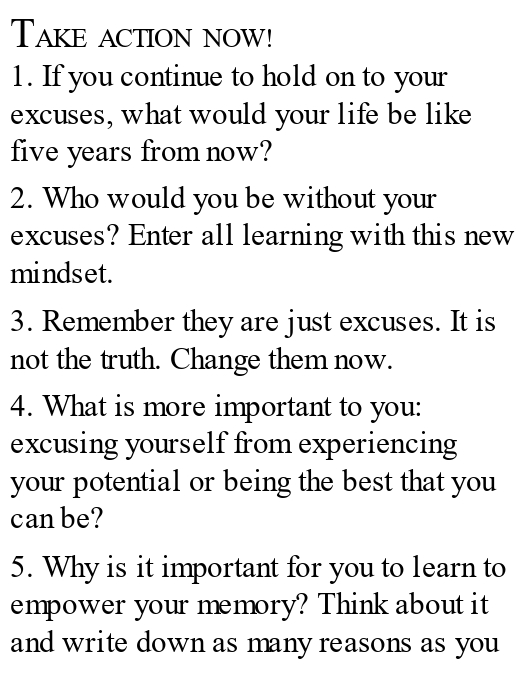 TAKE ACTION NOW!
1. If you continue to hold on to your
excuses, what would your life be like
five years from now?
2. Who would you be without your
excuses? Enter all learning with this new
mindset.
3. Remember they are just excuses. It is
not the truth. Change them now.
4. What is more important to you:
excusing yourself from experiencing
your potential or being the best that you
can be?
5. Why is it important for you to learn to
empower your memory? Think about it
and write down as many reasons as you